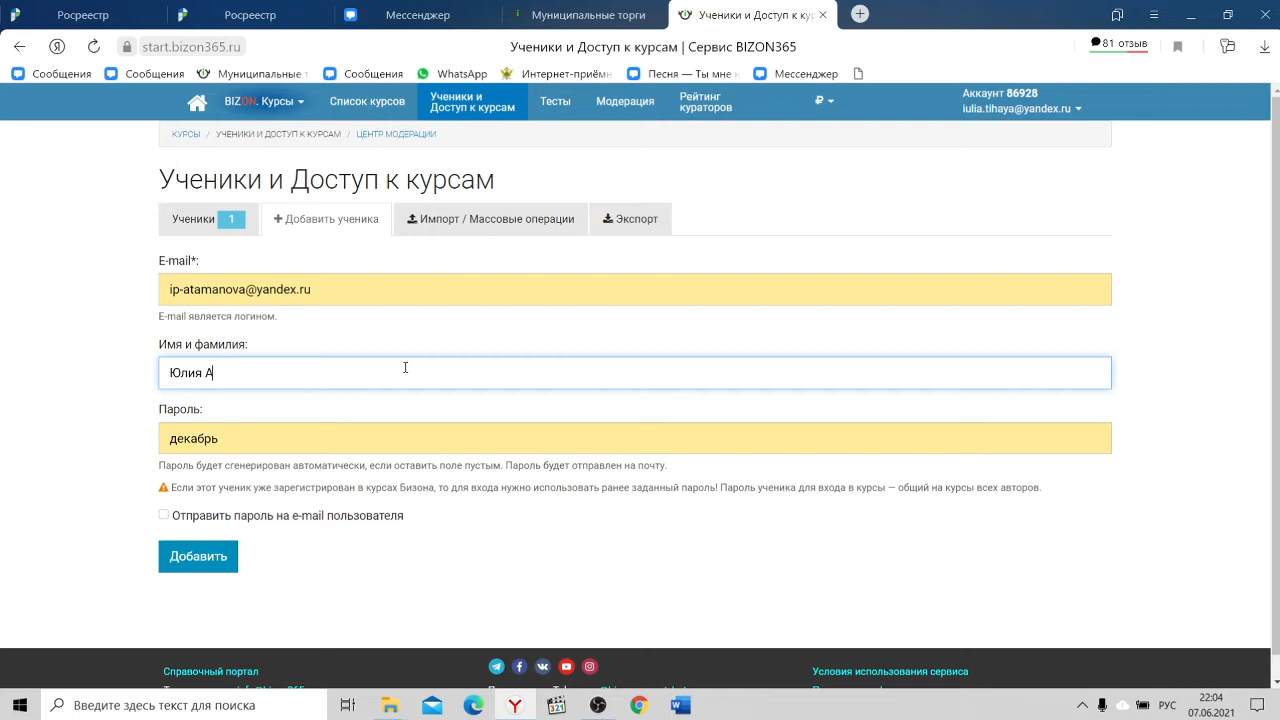 Росреестр
Росреестр
Мессенджер
Муниципальные торги
Ученики и Доступ к кур
start.bizon365.ru
Ученики и Доступ к курсам | Сервис BIZON365
81 отзыв
Сообщения
Сообщения
Муниципальные
Сообщения
WhatsApp
Интернет-приём
Песня — Ты мне
Мессенджер
BIZON. Курсы
Список курсов
Ученики и
Доступ к курсам
Тесты
Модерация
Рейтинг
кураторов
₽
Аккаунт 86928
iulia.tihaya@yandex.ru
КУРСЫ / УЧЕНИКИ И ДОСТУП К КУРСАМ / ЦЕНТР МОДЕРАЦИИ
Ученики и Доступ к курсам
Ученики 1
Добавить ученика
Импорт / Массовые операции
Экспорт
E-mail*:
ip-atamanova@yandex.ru
E-mail является логином.
Имя и фамилия:
Юлия А
Пароль:
декабрь
Пароль будет сгенерирован автоматически, если оставить поле пустым. Пароль будет отправлен на почту.
Если этот ученик уже зарегистрирован в курсах Бизона, то для входа нужно использовать ранее заданный пароль! Пароль ученика для входа в курсы — общий на курсы всех авторов.
Отправить пароль на e-mail пользователя
Добавить
Справочный портал
Условия использования сервиса
Введите здесь текст для поиска
РУС
22:04
07.06.2021